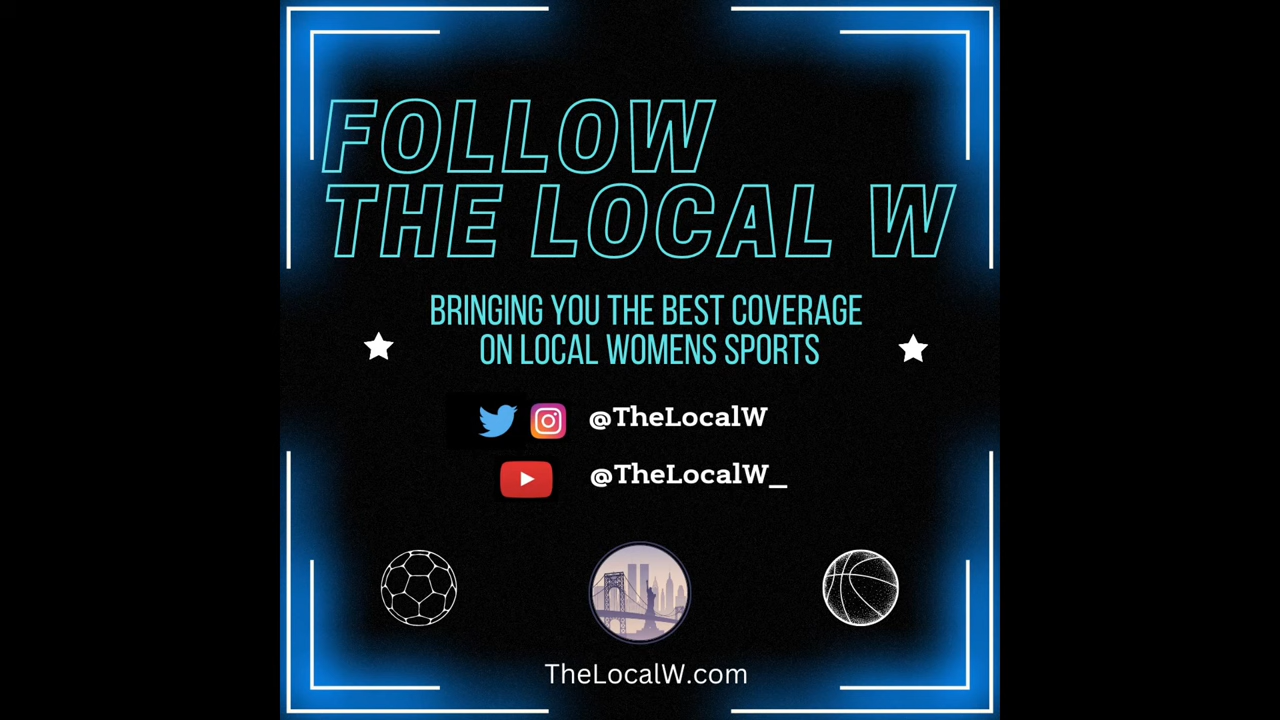 FOLLOW
THE LOCAL W
BRINGING YOU THE BEST COVERAGE
ON LOCAL WOMENS SPORTS
@TheLocalW
@TheLocalW_
TheLocalW.com